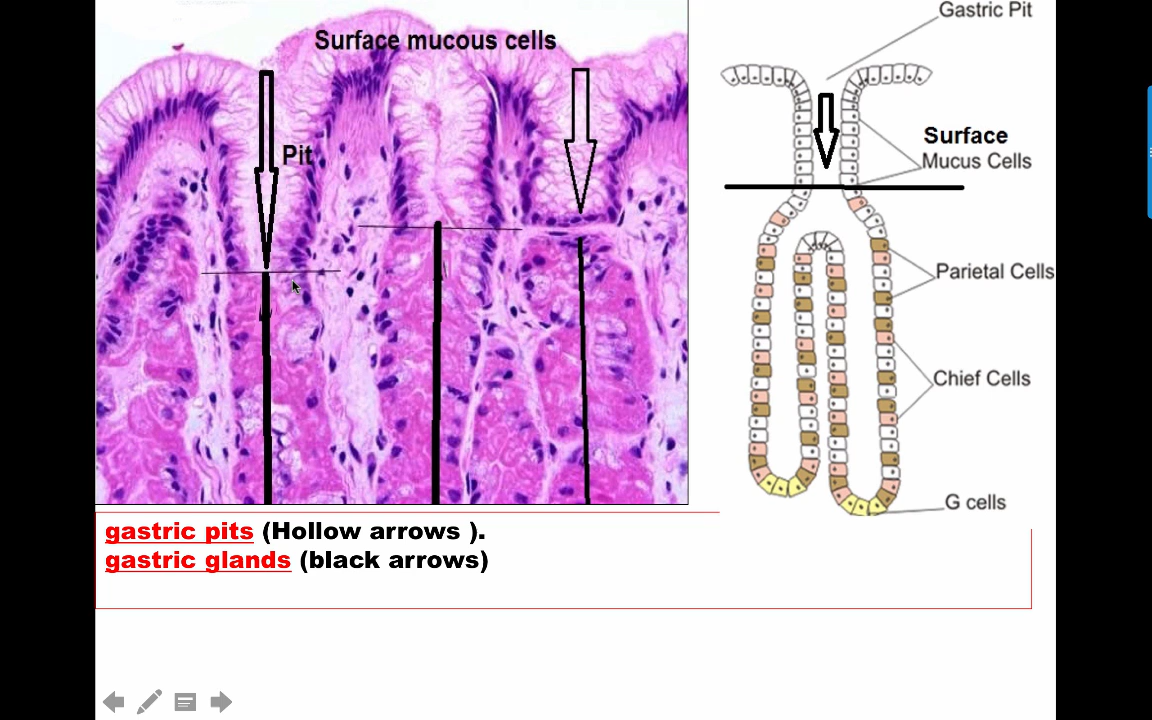 Surface mucous cells
Pit
Gastric Pit
Surface
Mucus Cells
Parietal Cells
Chief Cells
G cells
gastric pits (Hollow arrows ).
gastric glands (black arrows)